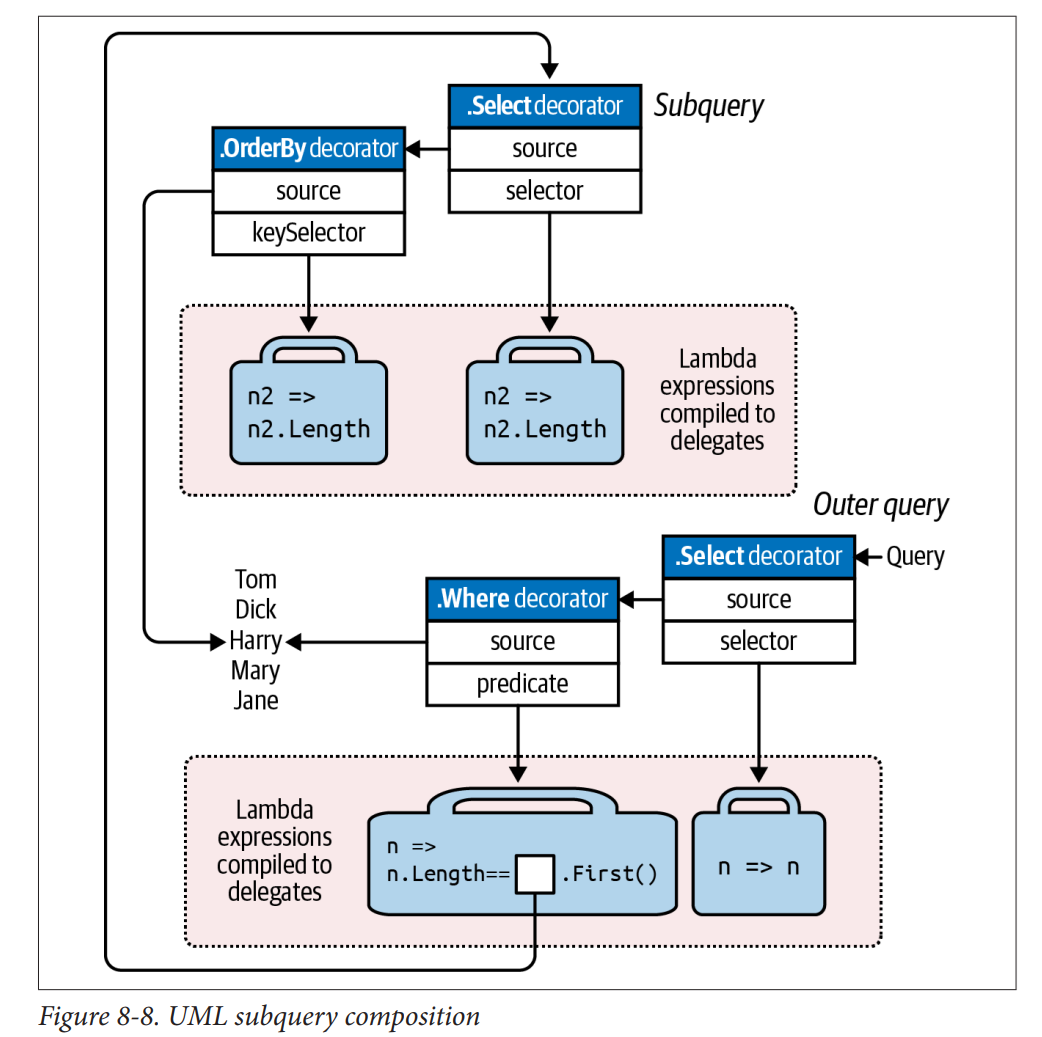 .Select decorator
source
selector
Subquery
.OrderBy decorator
source
keySelector
n2 =>
n2.Length
n2 =>
n2.Length
Lambda
expressions
compiled to
delegates
Outer query
.Select decorator
source
selector
Query
.Where decorator
source
predicate
Tom
Dick
Harry
Mary
Jane
Lambda
expressions
compiled to
delegates
n =>
n.Length== .First()
n => n
Figure 8-8. UML subquery composition